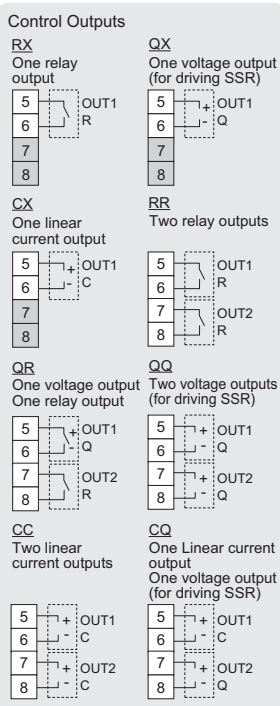 Control Outputs
RX
One relay
output
5 OUT1
6 R
7
8
QX
One voltage output
(for driving SSR)
5 + OUT1
6 - Q
7
8
CX
One linear
current output
5 + OUT1
6 - C
7
8
RR
Two relay outputs
5 OUT1
6 R
7 OUT2
8 R
QR
One voltage output
One relay output
5 + OUT1
6 - Q
7 OUT2
8 R
QQ
Two voltage outputs
(for driving SSR)
5 + OUT1
6 - Q
7 + OUT2
8 - Q
CC
Two linear
current outputs
5 + OUT1
6 - C
7 + OUT2
8 - C
CQ
One Linear current
output
One voltage output
(for driving SSR)
5 + OUT1
6 - C
7 + OUT2
8 - Q